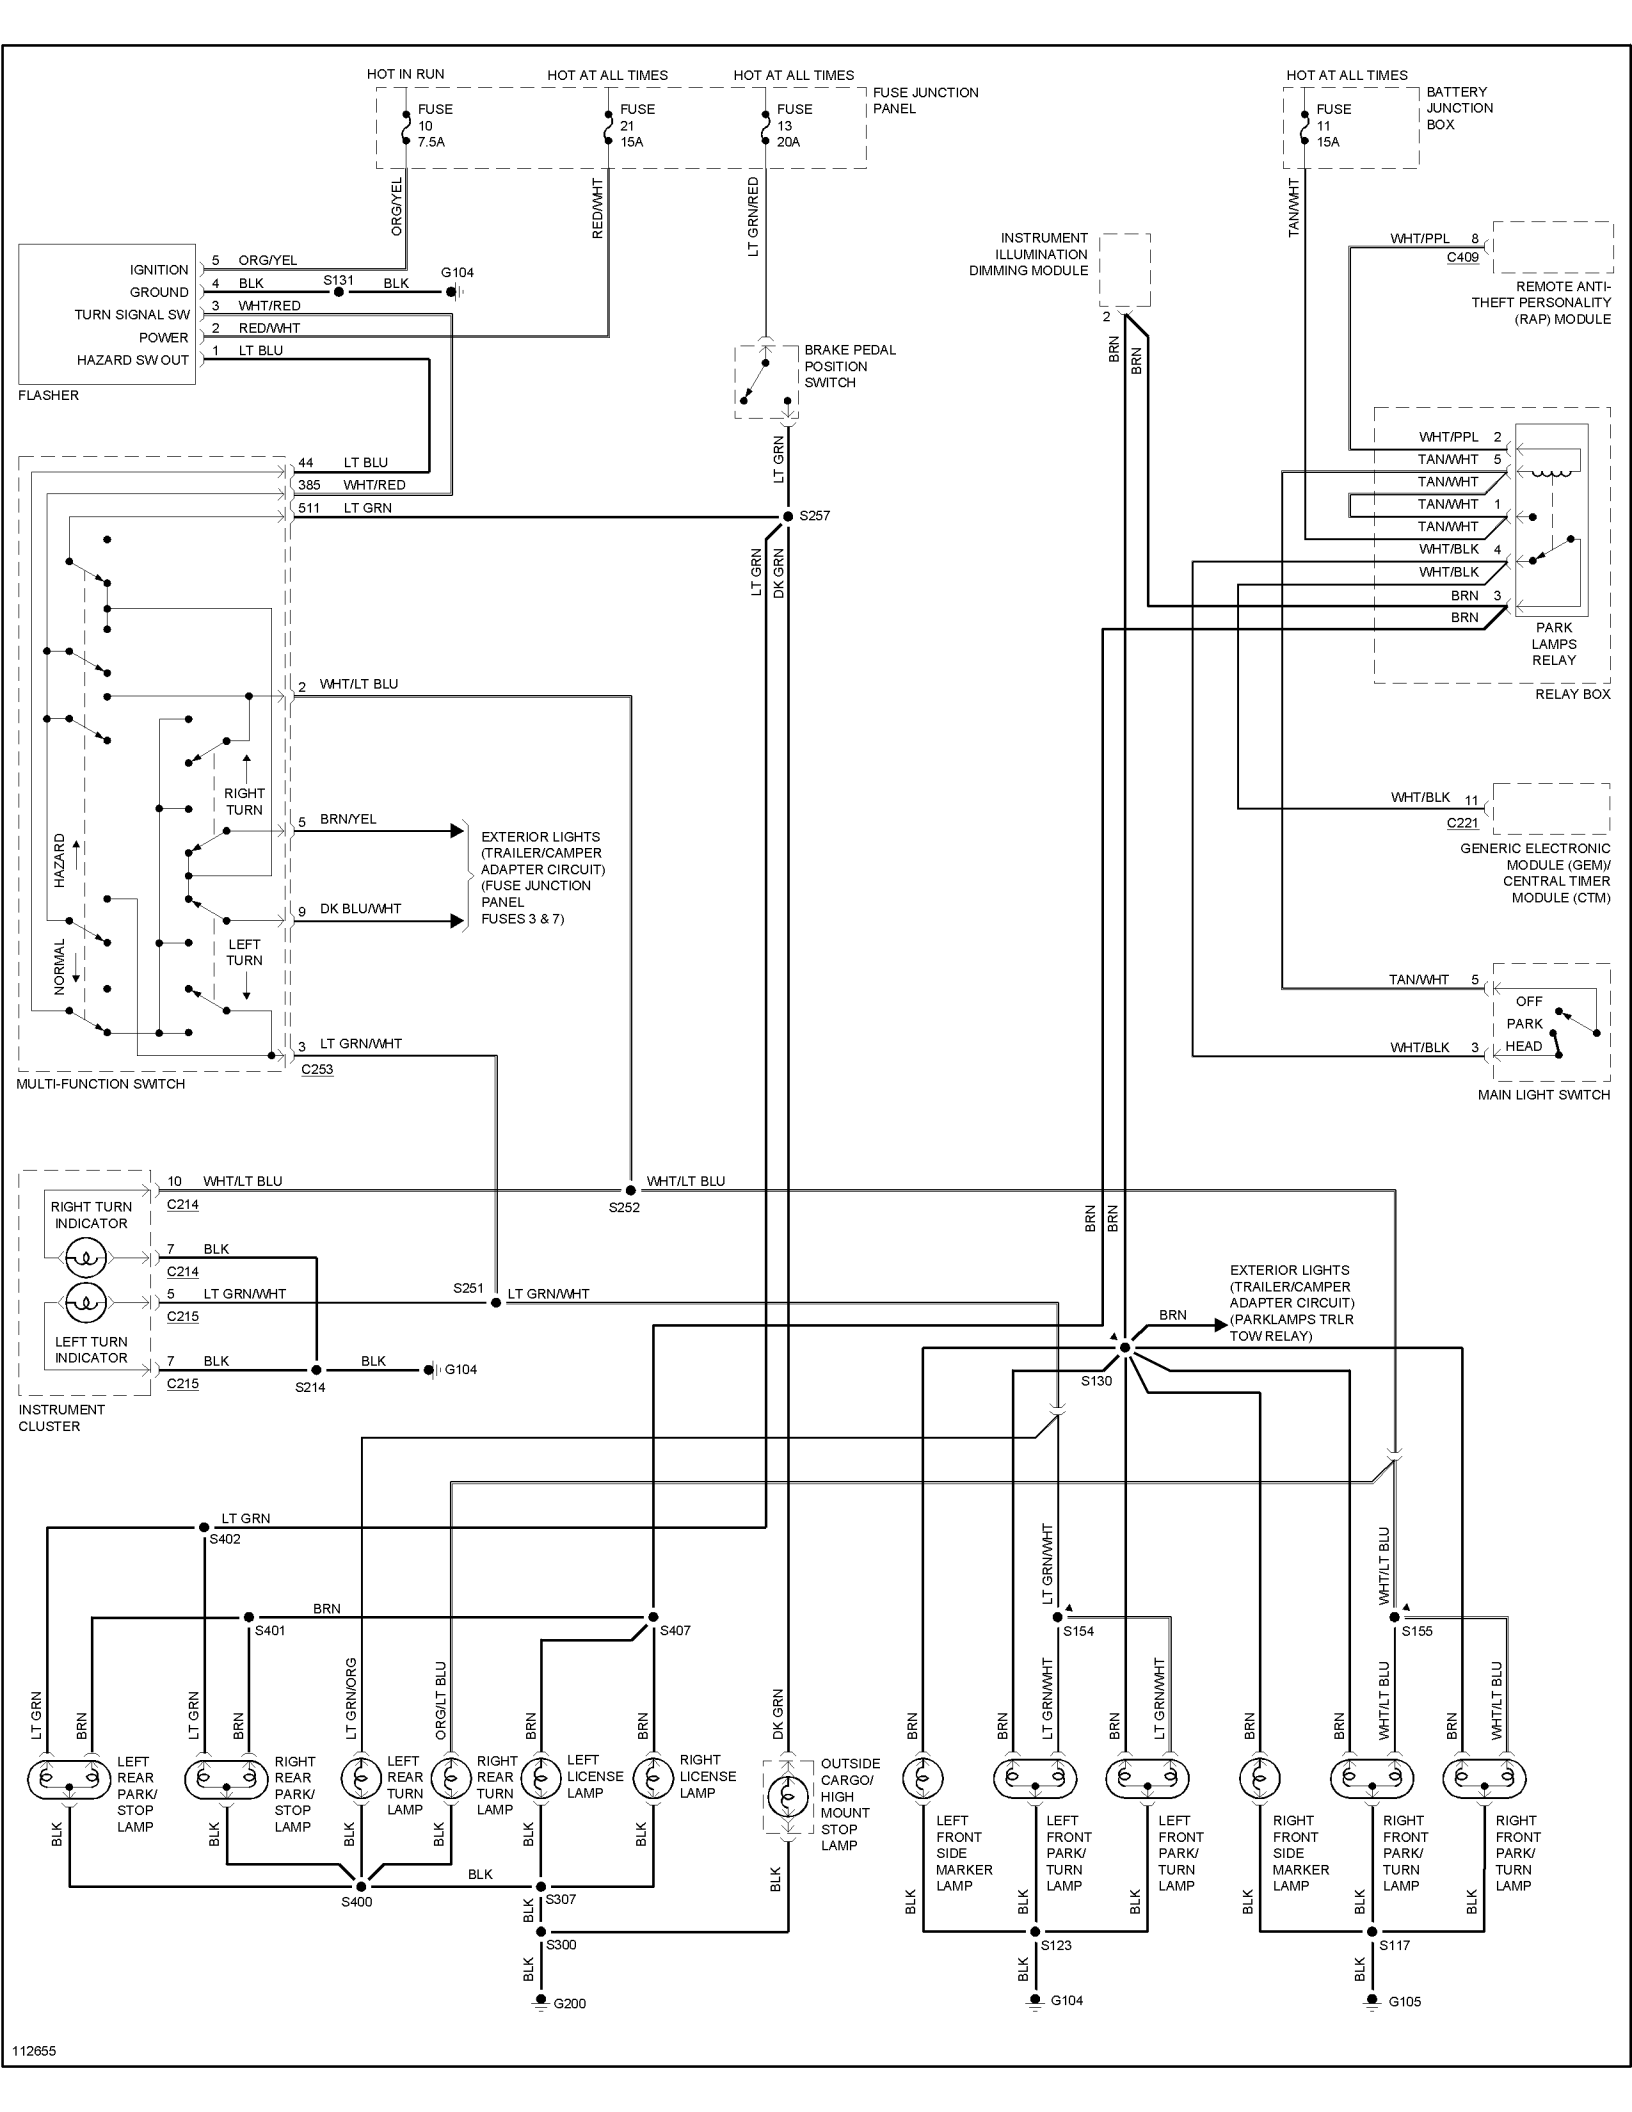 HOT IN RUN
HOT AT ALL TIMES
HOT AT ALL TIMES
HOT AT ALL TIMES
FUSE
10
7.5A
FUSE
21
15A
FUSE
13
20A
FUSE JUNCTION
PANEL
FUSE
11
15A
BATTERY
JUNCTION
BOX
ORG/YEL
RED/WHT
LT GRN/RED
TAN/WHT
IGNITION
GROUND
TURN SIGNAL SW
POWER
HAZARD SW OUT
FLASHER
5 ORG/YEL
4 BLK
S131
BLK
G104
3 WHT/RED
2 RED/WHT
1 LT BLU
INSTRUMENT
ILLUMINATION
DIMMING MODULE
2
BRN
BRN
WHT/PPL 8
C409
REMOTE ANTI-
THEFT PERSONALITY
(RAP) MODULE
BRAKE PEDAL
POSITION
SWITCH
LT GRN
44 LT BLU
385 WHT/RED
511 LT GRN
S257
LT GRN
DK GRN
WHT/PPL 2
TAN/WHT 5
TAN/WHT
TAN/WHT 1
TAN/WHT
WHT/BLK 4
WHT/BLK
BRN 3
BRN
PARK
LAMPS
RELAY
RELAY BOX
2 WHT/LT BLU
RIGHT
TURN
HAZARD
NORMAL
LEFT
TURN
5 BRN/YEL
9 DK BLU/WHT
EXTERIOR LIGHTS
(TRAILER/CAMPER
ADAPTER CIRCUIT)
(FUSE JUNCTION
PANEL
FUSES 3 & 7)
3 LT GRN/WHT
C253
MULTI-FUNCTION SWITCH
WHT/BLK 11
C221
GENERIC ELECTRONIC
MODULE (GEM)/
CENTRAL TIMER
MODULE (CTM)
TAN/WHT 5
OFF
PARK
HEAD
WHT/BLK 3
MAIN LIGHT SWITCH
10 WHT/LT BLU
C214
S252
WHT/LT BLU
RIGHT TURN
INDICATOR
7 BLK
C214
5 LT GRN/WHT
C215
S251
LT GRN/WHT
LEFT TURN
INDICATOR
7 BLK
C215
S214
BLK
G104
INSTRUMENT
CLUSTER
BRN
BRN
EXTERIOR LIGHTS
(TRAILER/CAMPER
ADAPTER CIRCUIT)
(PARKLAMPS TRLR
TOW RELAY)
BRN
S130
LT GRN
S402
BRN
S401
S407
LT GRN/WHT
S154
WHT/LT BLU
S155
LT GRN
BRN
LT GRN
BRN
LT GRN/ORG
ORG/LT BLU
BRN
BRN
DK GRN
BRN
BRN
LT GRN/WHT
BRN
LT GRN/WHT
BRN
BRN
WHT/LT BLU
BRN
WHT/LT BLU
LEFT
REAR
PARK/
STOP
LAMP
RIGHT
REAR
PARK/
STOP
LAMP
LEFT
REAR
TURN
LAMP
RIGHT
REAR
TURN
LAMP
LEFT
LICENSE
LAMP
RIGHT
LICENSE
LAMP
OUTSIDE
CARGO/
HIGH
MOUNT
STOP
LAMP
LEFT
FRONT
SIDE
MARKER
LAMP
LEFT
FRONT
PARK/
TURN
LAMP
LEFT
FRONT
PARK/
TURN
LAMP
RIGHT
FRONT
SIDE
MARKER
LAMP
RIGHT
FRONT
PARK/
TURN
LAMP
RIGHT
FRONT
PARK/
TURN
LAMP
BLK
BLK
BLK
BLK
BLK
BLK
BLK
BLK
BLK
BLK
BLK
BLK
BLK
S400
BLK
S307
BLK
S300
BLK
G200
S123
BLK
G104
S117
BLK
G105
112655